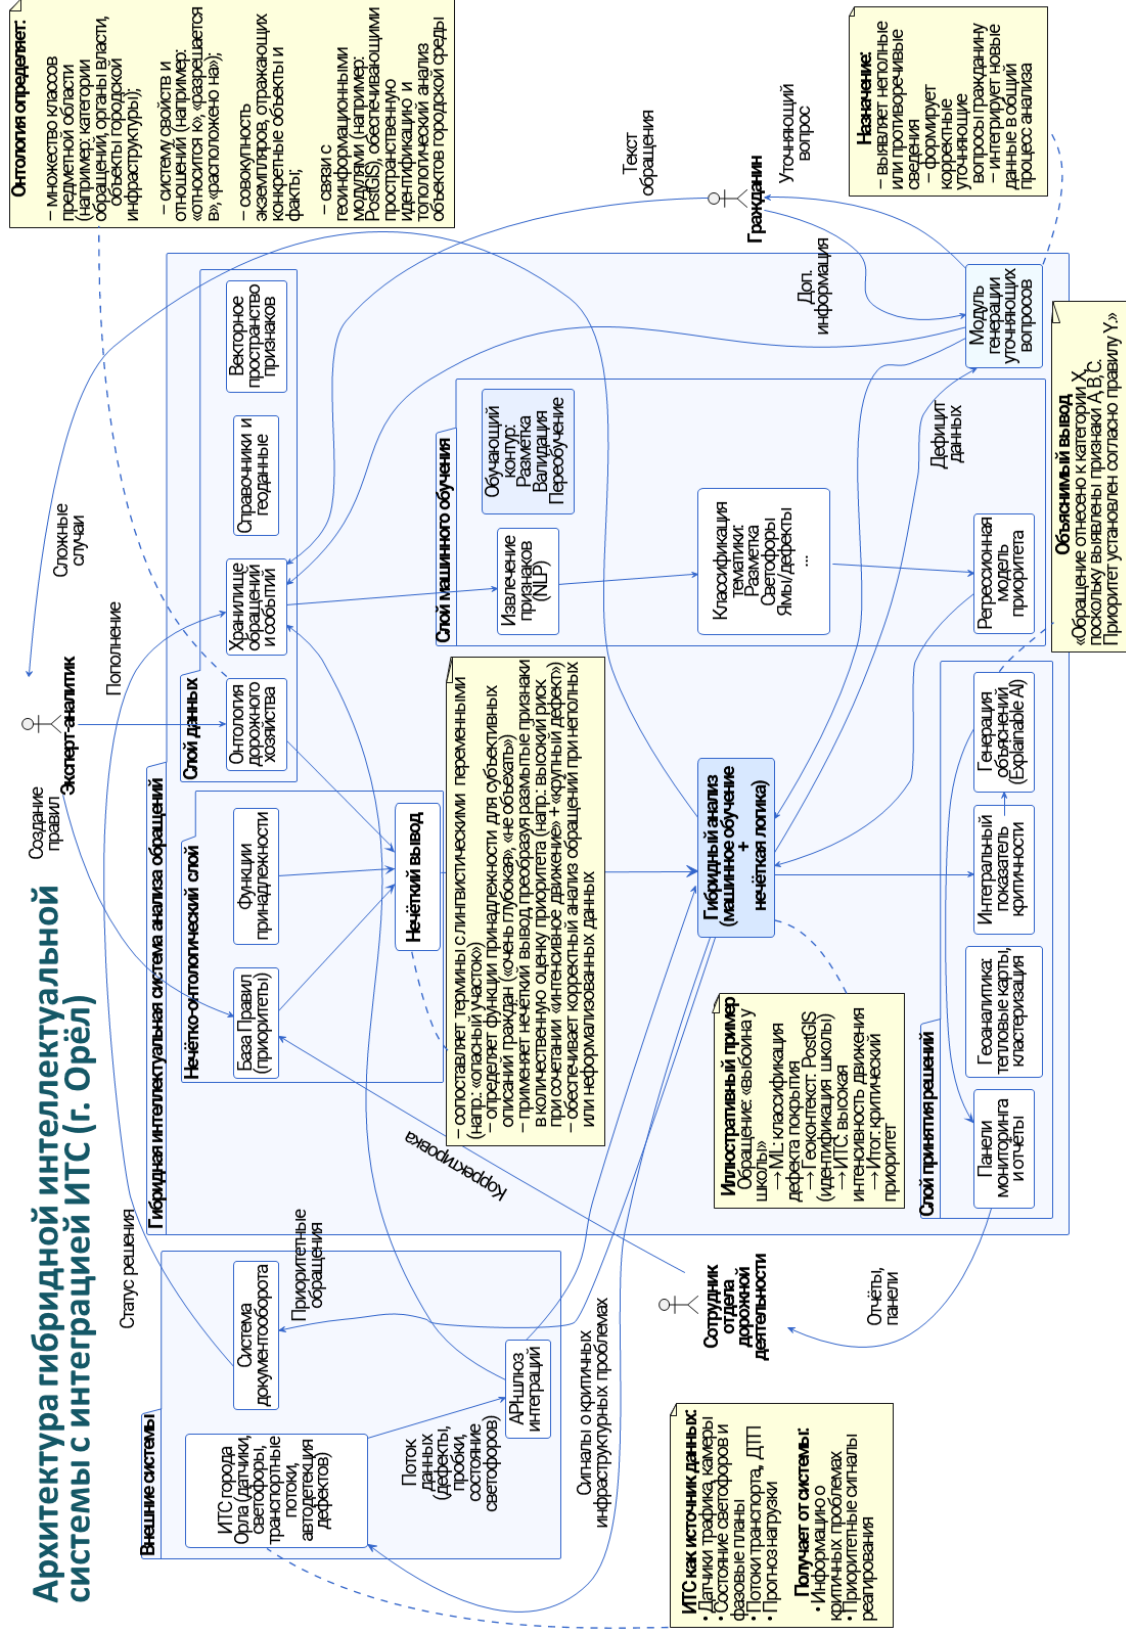 Архитектура гибридной интеллектуальной
системы с интеграцией ИТС (г. Орёл)
Внешние системы
ИТС города
Орла (датчики,
светофоры,
транспортные
потоки,
автодетекция
дефектов)
Система
документооборота
API-шлюз
интеграций
Поток
данных
(дефекты,
пробки,
состояние
светофоров)
Статус решения
Приоритетные
обращения
Сигналы о критичных
инфраструктурных проблемах
ИТС как источник данных:
• Датчики трафика, камеры
• Состояние светофоров и
фазовые планы
• Потоки транспорта, ДТП
• Прогноз нагрузки
Получает от системы:
• Информацию о
критичных проблемах
• Приоритетные сигналы
реагирования
Сотрудник
отдела
дорожной
деятельности
Отчёты,
панели
Корректировка
Создание
правил
Эксперт-аналитик
Пополнение
Сложные
случаи
Гибридная интеллектуальная система анализа обращений
Нечётко-онтологический слой
База Правил
(приоритеты)
Функции
принадлежности
Нечёткий вывод
– сопоставляет термины с лингвистическими переменными
(напр.: «опасный участок»)
– определяет функции принадлежности для субъективных
описаний граждан («очень глубокая», «не объехать»)
– применяет нечёткий вывод, преобразуя размытые признаки
в количественную оценку приоритета (напр.: высокий риск
при сочетании «интенсивное движение» + «крупный дефект»)
– обеспечивает корректный анализ обращений при неполных
или неформализованных данных
Слой данных
Онтология
дорожного
хозяйства
Хранилище
обращений
и событий
Справочники и
геоданные
Векторное
пространство
признаков
Онтология определяет:
– множество классов
предметной области
(например: категории
обращений, органы власти,
объекты городской
инфраструктуры);
– систему свойств и
отношений (например:
«относится к», «разрешается
в», «расположено на»);
– совокупность
экземпляров, отражающих
конкретные объекты и
факты;
– связи с
геоинформационными
модулями (например:
PostGIS), обеспечивающими
пространственную
идентификацию и
топологический анализ
объектов городской среды
Слой машинного обучения
Извлечение
признаков
(NLP)
Обучающий
контур:
Разметка
Валидация
Переобучение
Классификация
тематики:
Разметка
Светофоры
Ямы/дефекты
...
Регрессионная
модель
приоритета
Гибридный анализ
(машинное обучение
+
нечёткая логика)
Иллюстративный пример
Обращение: «выбоина у
школы»
→ ML: классификация
дефекта покрытия
→ Геоконтекст: PostGIS
(идентификация школы)
→ ИТС: высокая
интенсивность движения
→ Итог: критический
приоритет
Слой принятия решений
Панели
мониторинга
и отчёты
Геоаналитика:
тепловые карты,
кластеризация
Интегральный
показатель
критичности
Генерация
объяснений
(Explainable AI)
Объяснимый вывод
«Обращение отнесено к категории X,
поскольку выявлены признаки A,B,C.
Приоритет установлен согласно правилу Y.»
Дефицит
данных
Модуль
генерации
уточняющих
вопросов
Доп.
информация
Гражданин
Текст
обращения
Уточняющий
вопрос
Назначение:
– выявляет неполные
или противоречивые
сведения
– формирует
корректные
уточняющие
вопросы гражданину
– интегрирует новые
данные в общий
процесс анализа